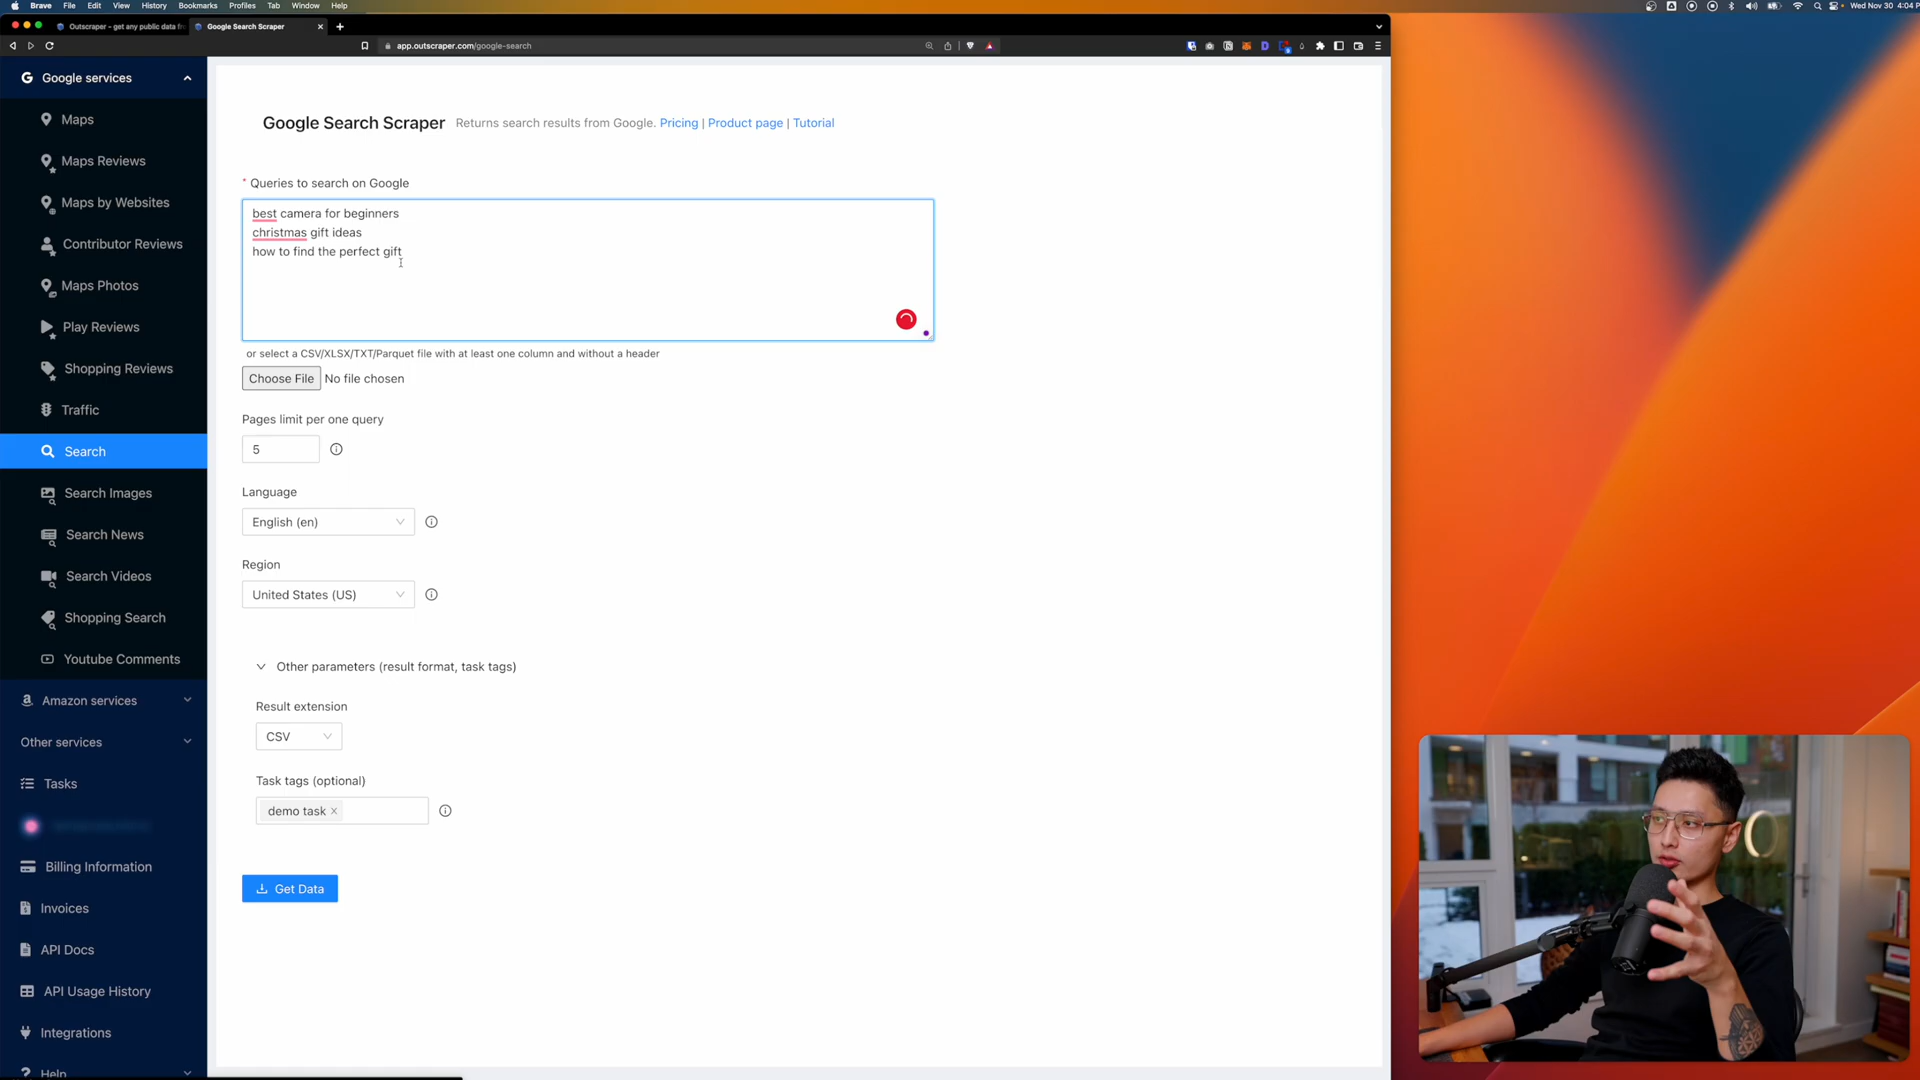 Brave File Edit View History Bookmarks Profiles Tab Window Help
Wed Nov 30 4:04 P
Outscraper - get any public data fr
Google Search Scraper
app.outscraper.com/google-search
Google services
Maps
Maps Reviews
Maps by Websites
Contributor Reviews
Maps Photos
Play Reviews
Shopping Reviews
Traffic
Search
Search Images
Search News
Search Videos
Shopping Search
Youtube Comments
Amazon services
Other services
Tasks
Billing Information
Invoices
API Docs
API Usage History
Integrations
Help
Google Search Scraper Returns search results from Google. Pricing | Product page | Tutorial
* Queries to search on Google
best camera for beginners
christmas gift ideas
how to find the perfect gift
or select a CSV/XLSX/TXT/Parquet file with at least one column and without a header
Choose File No file chosen
Pages limit per one query
5
Language
English (en)
Region
United States (US)
Other parameters (result format, task tags)
Result extension
CSV
Task tags (optional)
demo task ×
Get Data